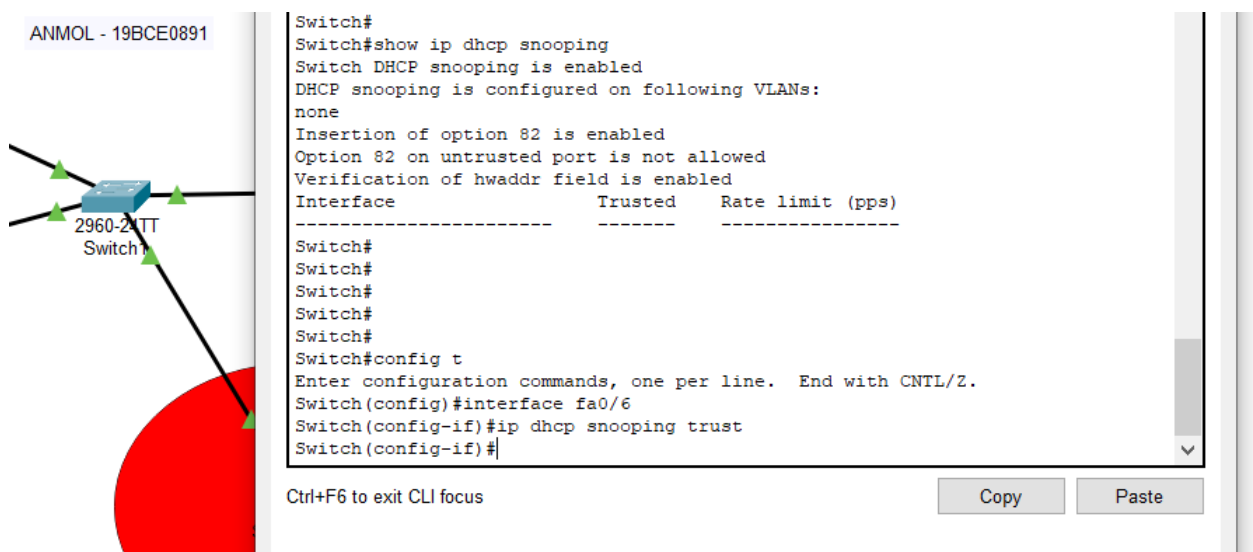 ANMOL - 19BCE0891
2960-24TT
Switch1
Switch#
Switch#show ip dhcp snooping
Switch DHCP snooping is enabled
DHCP snooping is configured on following VLANs:
none
Insertion of option 82 is enabled
Option 82 on untrusted port is not allowed
Verification of hwaddr field is enabled
Interface Trusted Rate limit (pps)
----------------------- ------- ----------------
Switch#
Switch#
Switch#
Switch#
Switch#
Switch#config t
Enter configuration commands, one per line. End with CNTL/Z.
Switch(config)#interface fa0/6
Switch(config-if)#ip dhcp snooping trust
Switch(config-if)#
Ctrl+F6 to exit CLI focus
Copy
Paste